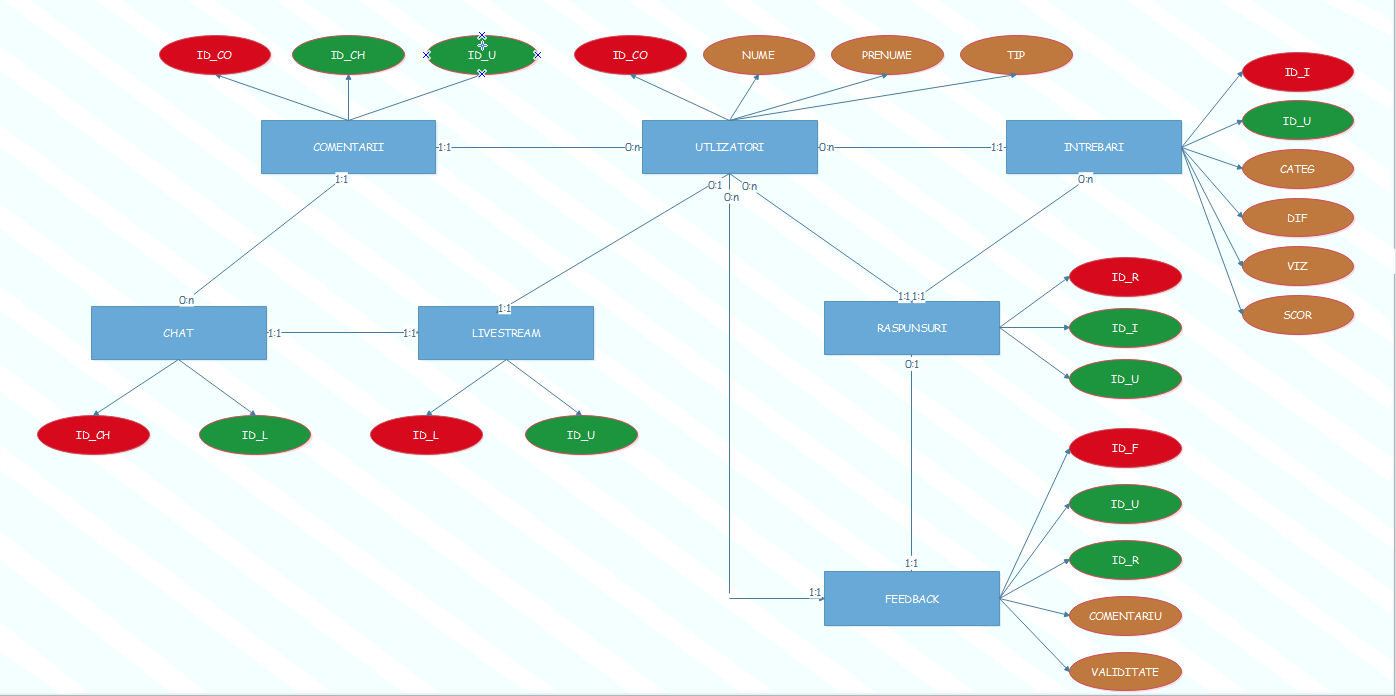 ID_CO
ID_CH
ID_U
ID_CO
NUME
PRENUME
TIP
ID_I
ID_U
CATEG
DIF
VIZ
SCOR
COMENTARII
1:1
0:n
UTLIZATORI
0:n
1:1
INTREBARI
1:1
0:1
0:n
0:n
0:n
0:n
1:1
1:1
1:1
CHAT
1:1
1:1
LIVESTREAM
RASPUNSURI
ID_R
ID_I
ID_U
0:1
ID_CH
ID_L
ID_L
ID_U
1:1
1:1
FEEDBACK
ID_F
ID_U
ID_R
COMENTARIU
VALIDITATE